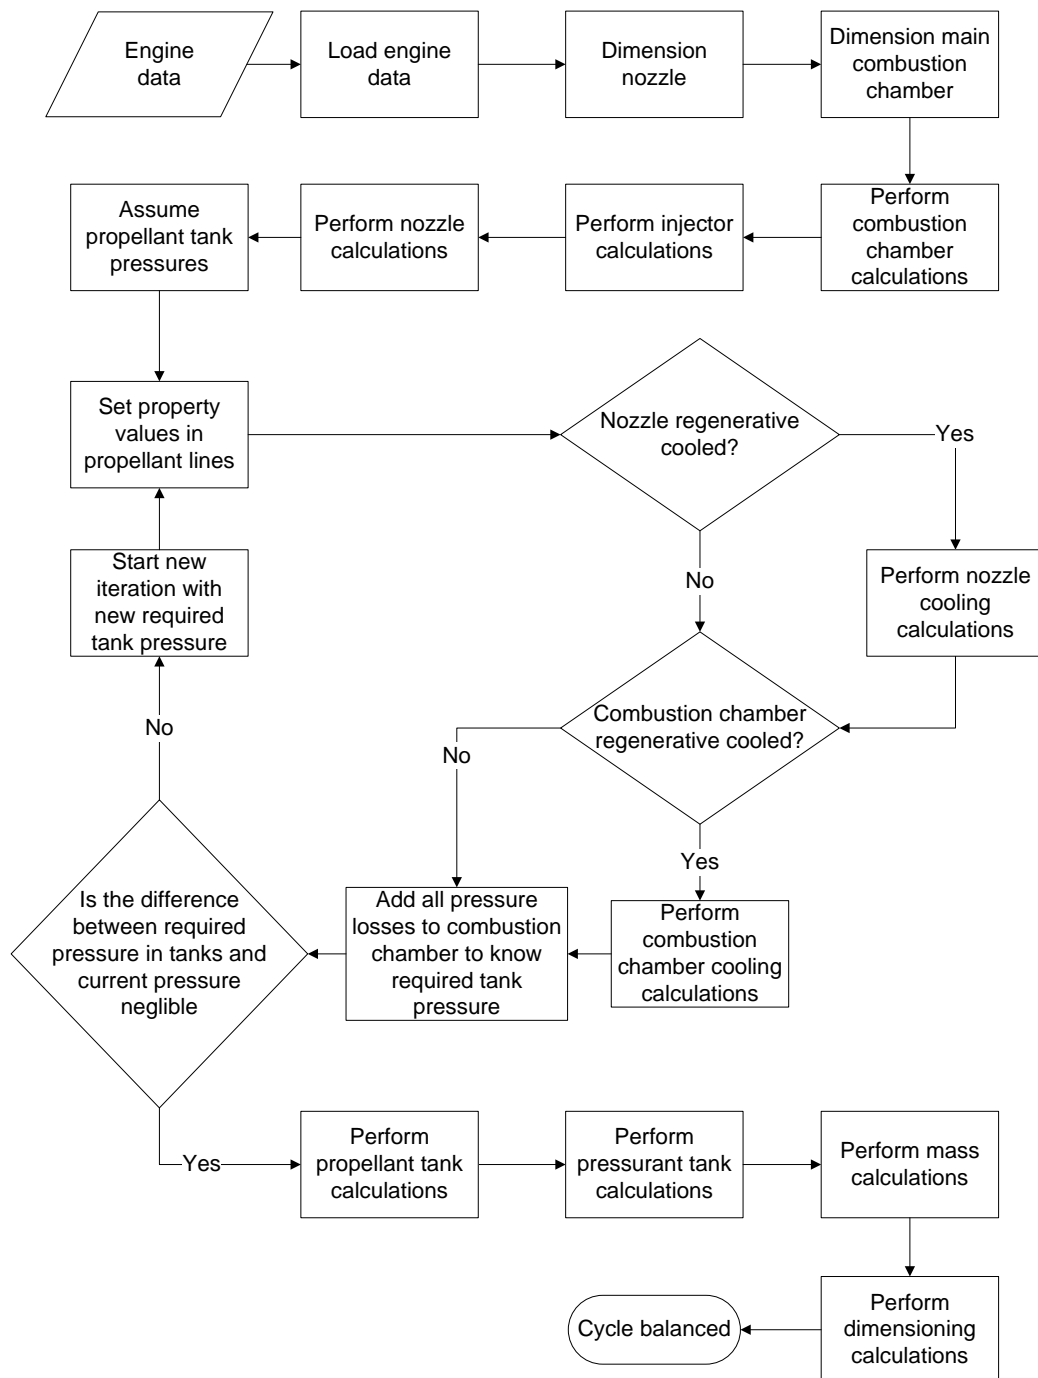 Engine
data
Load engine
data
Dimension
nozzle
Dimension main
combustion
chamber
Assume
propellant tank
pressures
Perform nozzle
calculations
Perform injector
calculations
Perform
combustion
chamber
calculations
Set property
values in
propellant lines
Nozzle regenerative
cooled?
Yes
Start new
iteration with
new required
tank pressure
No
Perform nozzle
cooling
calculations
No
Combustion chamber
regenerative cooled?
No
Yes
Is the difference
between required
pressure in tanks and
current pressure
neglible
Add all pressure
losses to combustion
chamber to know
required tank
pressure
Perform
combustion
chamber cooling
calculations
Yes
Perform
propellant tank
calculations
Perform
pressurant tank
calculations
Perform mass
calculations
Cycle balanced
Perform
dimensioning
calculations